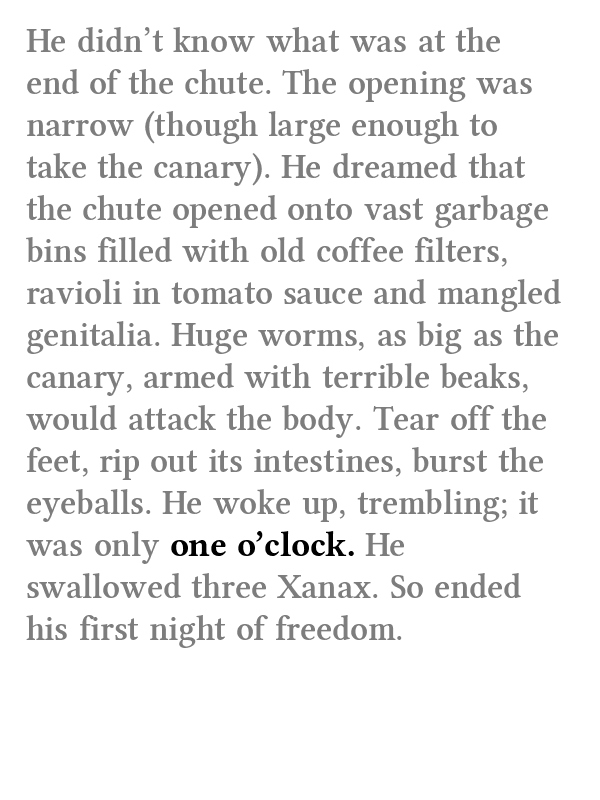 He didn’t know what was at the
end of the chute. The opening was
narrow (though large enough to
take the canary). He dreamed that
the chute opened onto vast garbage
bins filled with old coffee filters,
ravioli in tomato sauce and mangled
genitalia. Huge worms, as big as the
canary, armed with terrible beaks,
would attack the body. Tear off the
feet, rip out its intestines, burst the
eyeballs. He woke up, trembling; it
was only one o’clock. He
swallowed three Xanax. So ended
his first night of freedom.